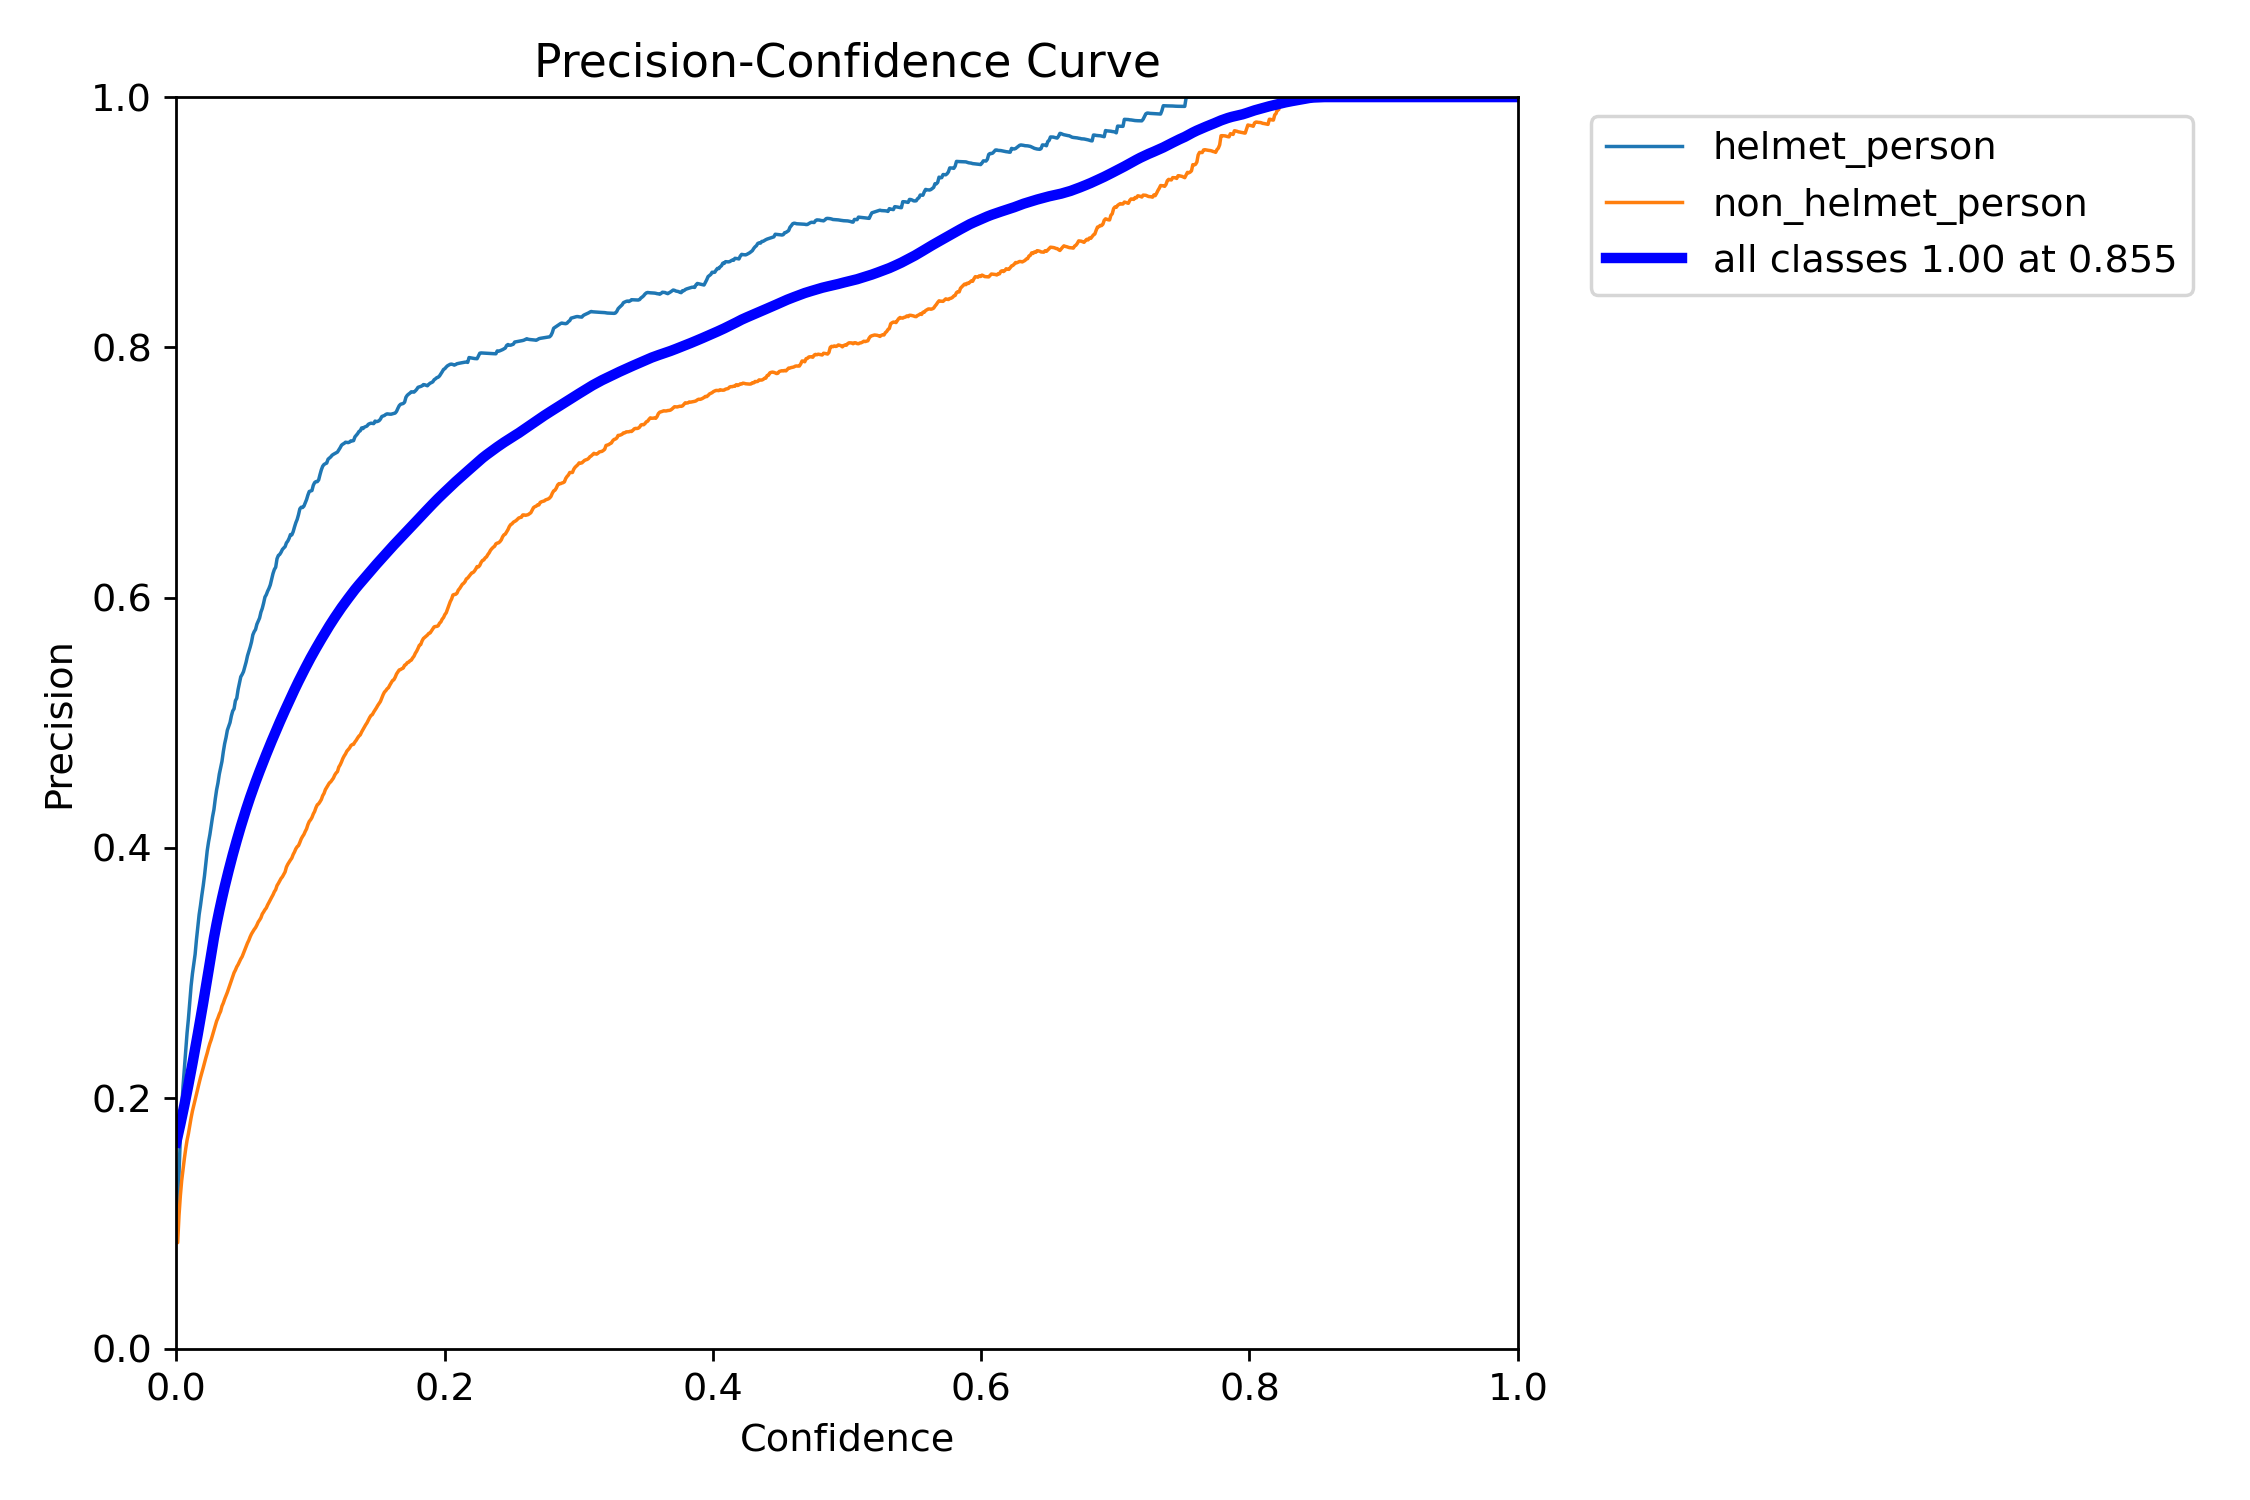 Precision-Confidence Curve
1.0
0.8
0.6
0.4
0.2
0.0
Precision
0.0 0.2 0.4 0.6 0.8 1.0
Confidence
helmet_person
non_helmet_person
all classes 1.00 at 0.855